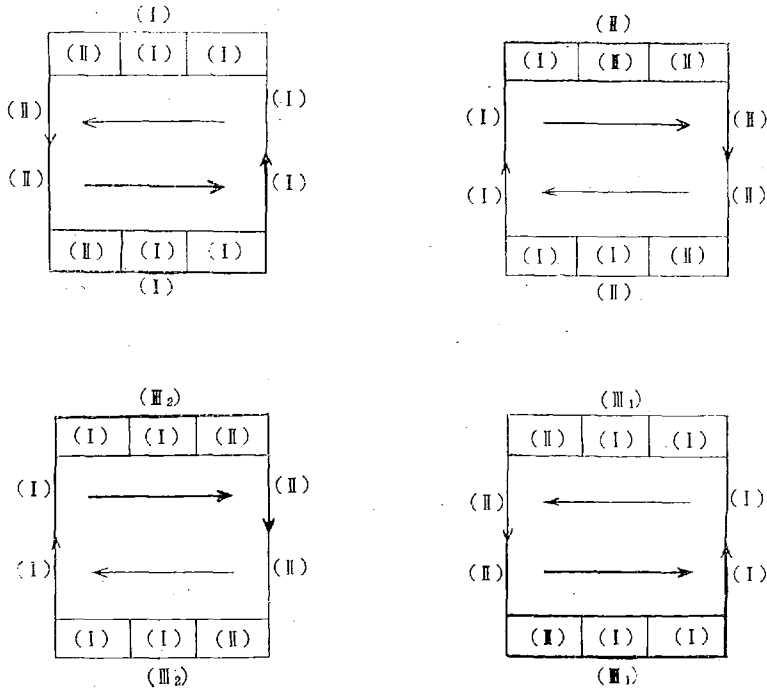 (I)
(II) (I) (I)
(II) (I)
(II) (I)
(II) (I) (I)
(I)
(II)
(I) (II) (II)
(I) (II)
(I) (II)
(I) (I) (II)
(II)
(III₂)
(I) (I) (II)
(I) (II)
(I) (II)
(I) (I) (II)
(III₂)
(III₁)
(II) (I) (I)
(II) (I)
(II) (I)
(II) (I) (I)
(III₁)